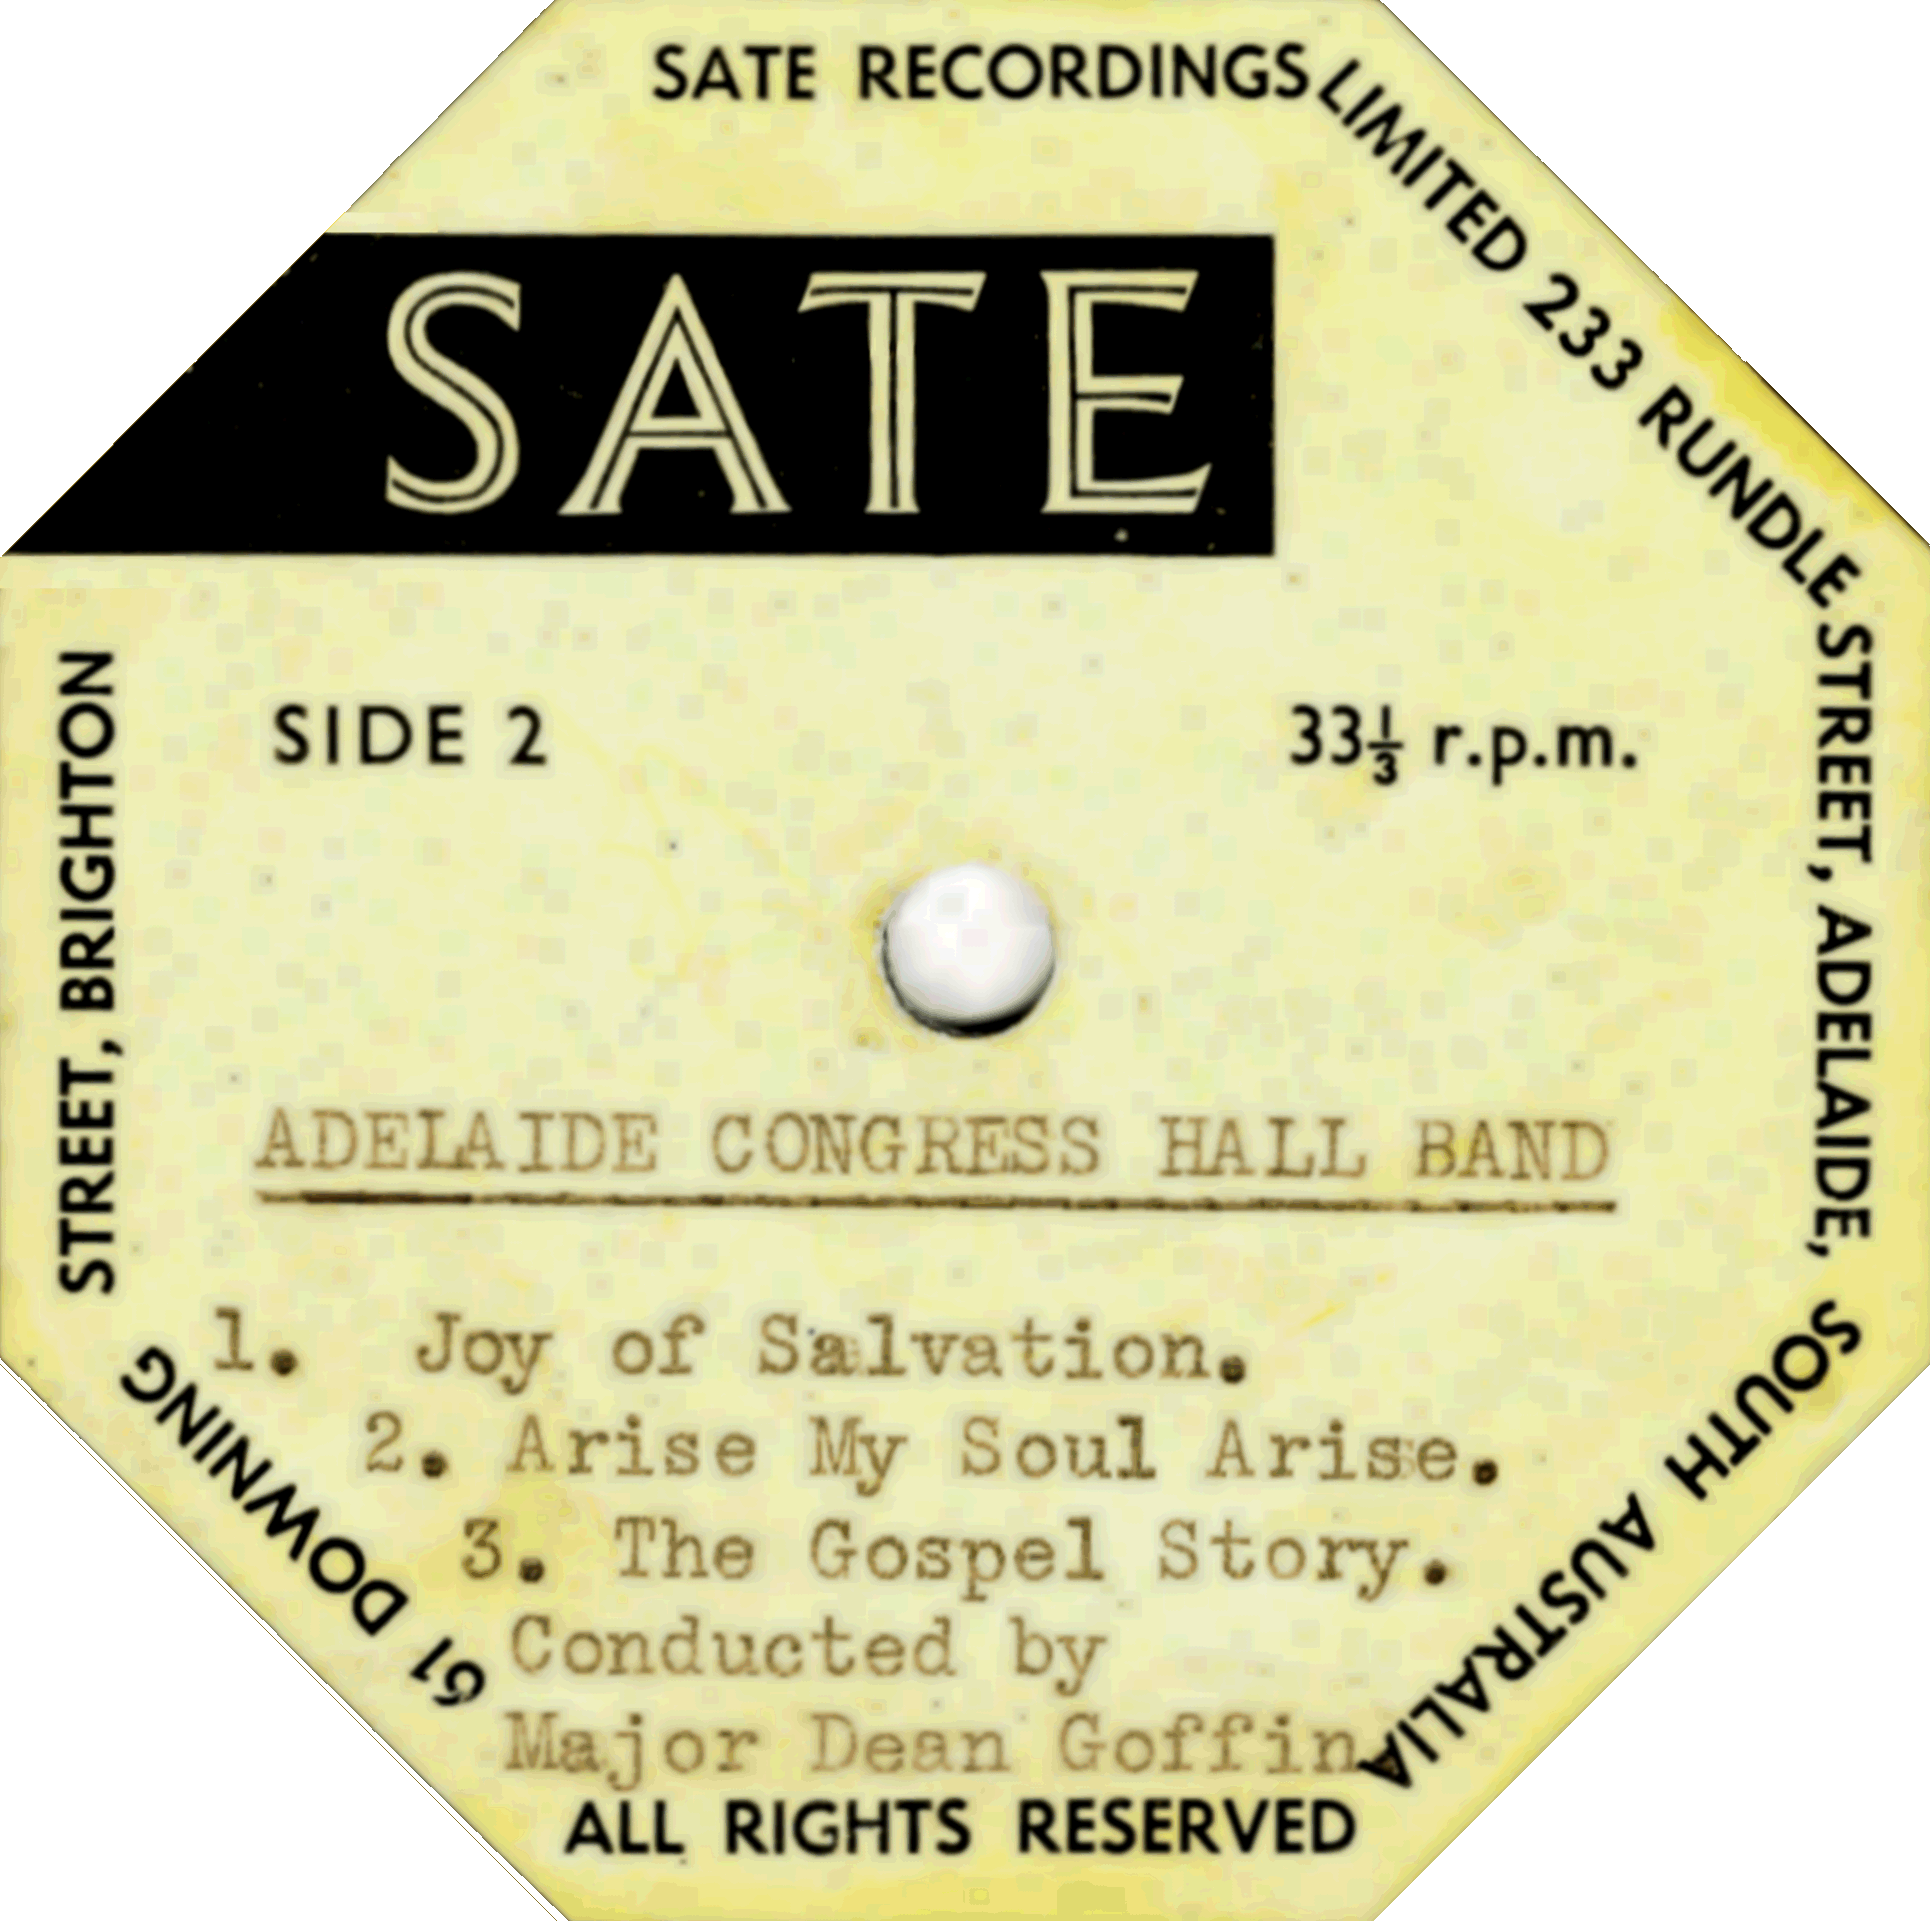 SATE RECORDINGS LIMITED 233 RUNDLE STREET, ADELAIDE, SOUTH AUSTRALIA
SATE
SIDE 2
33⅓ r.p.m.
ADELAIDE CONGRESS HALL BAND
1. Joy of Salvation.
2. Arise My Soul Arise.
3. The Gospel Story.
Conducted by
Major Dean Goffin.
61 DOWNING STREET, BRIGHTON
ALL RIGHTS RESERVED